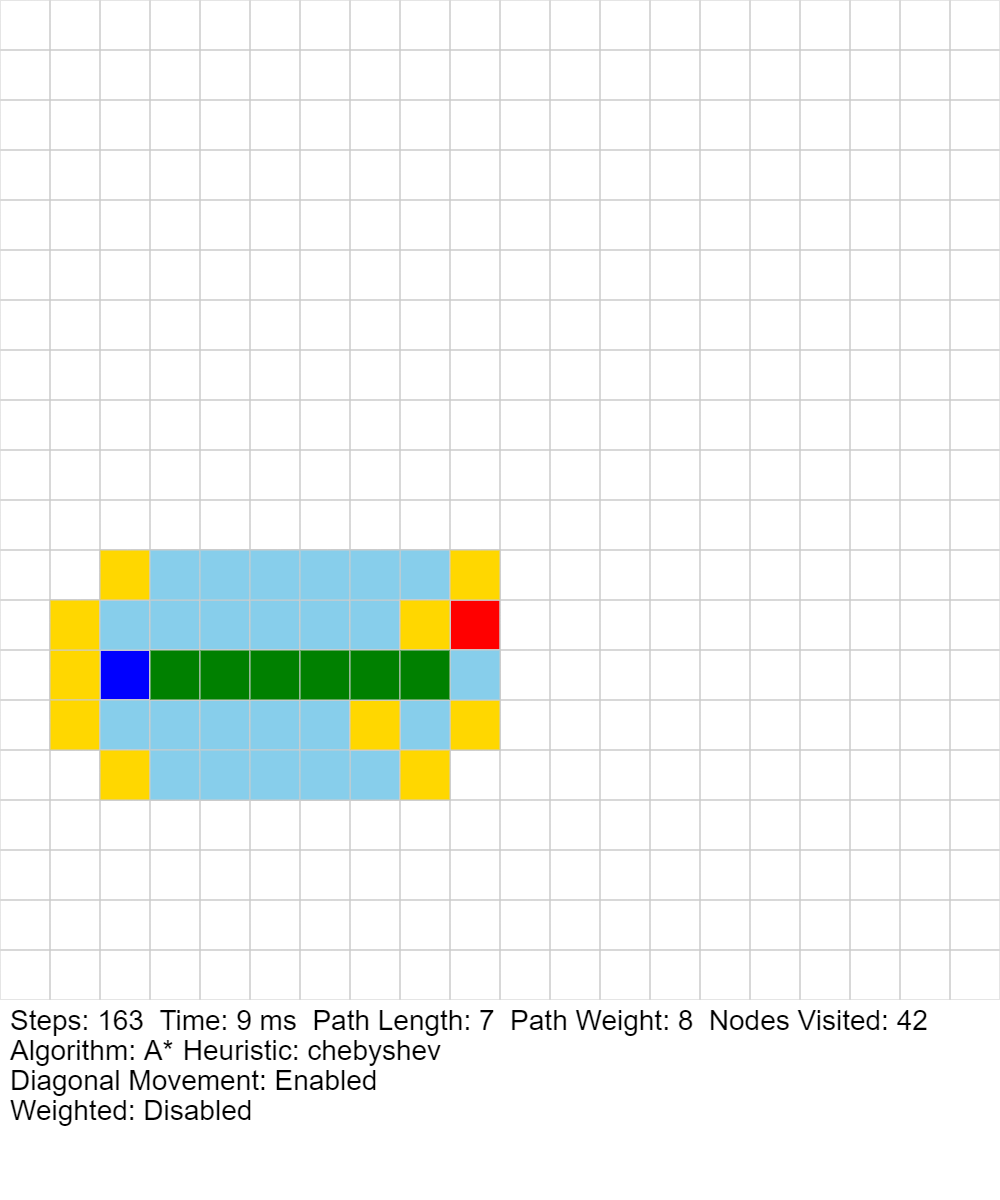 Steps: 163  Time: 9 ms  Path Length: 7  Path Weight: 8  Nodes Visited: 42
Algorithm: A* Heuristic: chebyshev
Diagonal Movement: Enabled
Weighted: Disabled